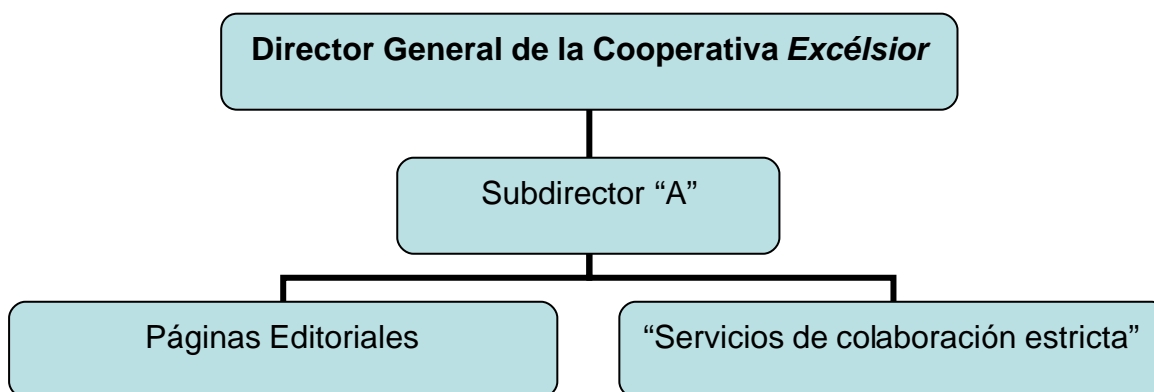 Director General de la Cooperativa Excélsior
Subdirector “A”
Páginas Editoriales
“Servicios de colaboración estricta”